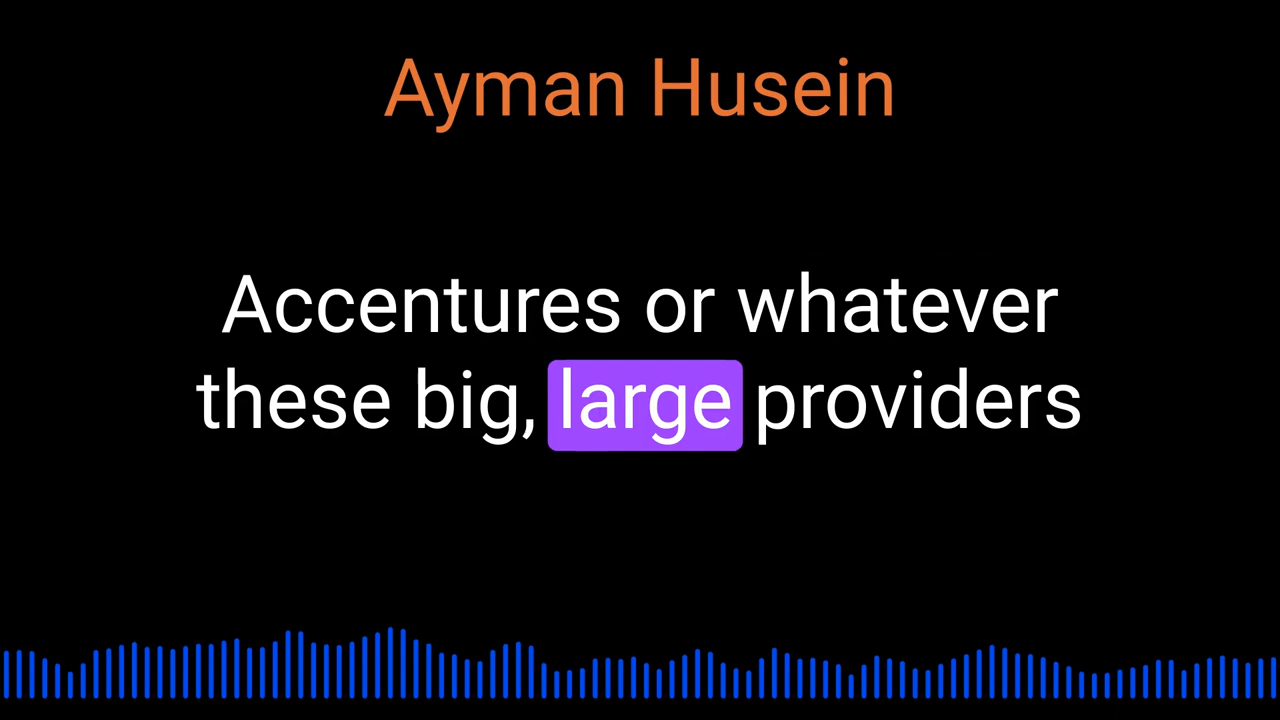 Ayman Husein
Accentures or whatever
these big, large providers